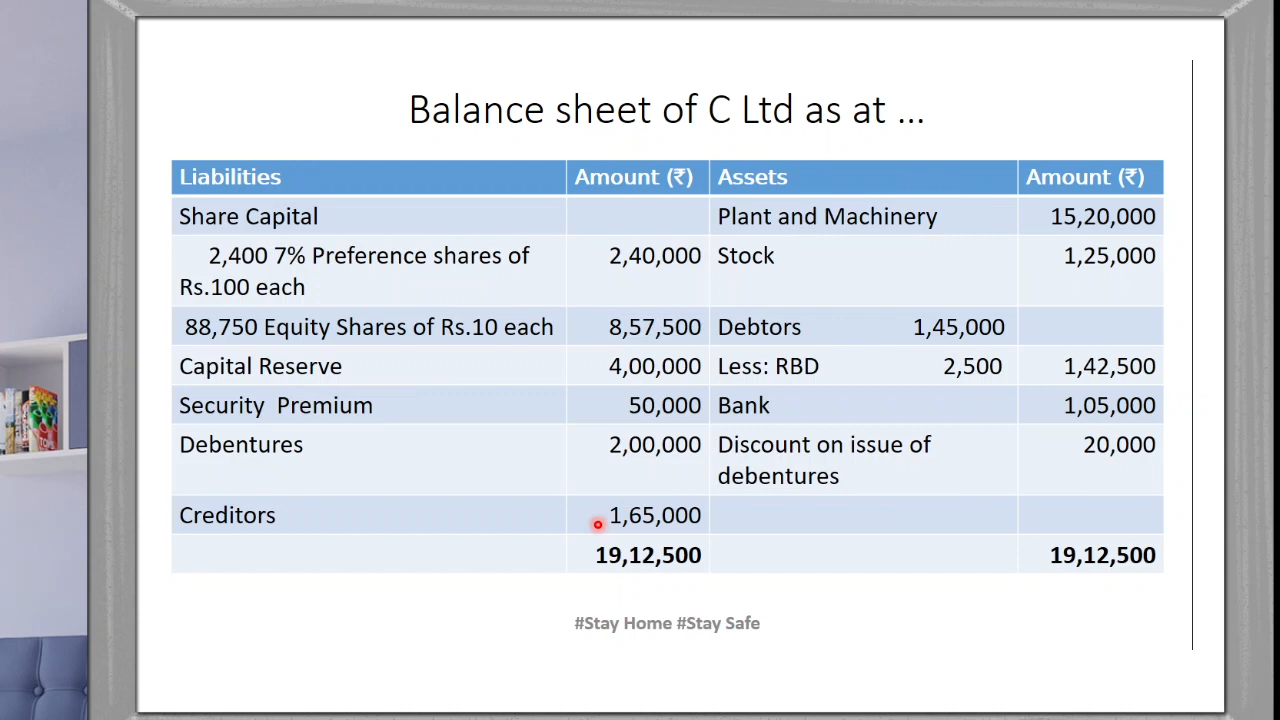 Balance sheet of C Ltd as at ...
Liabilities Amount (₹) Assets Amount (₹)
Share Capital Plant and Machinery 15,20,000
2,400 7% Preference shares of 2,40,000 Stock 1,25,000
Rs.100 each
88,750 Equity Shares of Rs.10 each 8,57,500 Debtors 1,45,000
Capital Reserve 4,00,000 Less: RBD 2,500 1,42,500
Security Premium 50,000 Bank 1,05,000
Debentures 2,00,000 Discount on issue of 20,000
debentures
Creditors 1,65,000
19,12,500 19,12,500
#Stay Home #Stay Safe